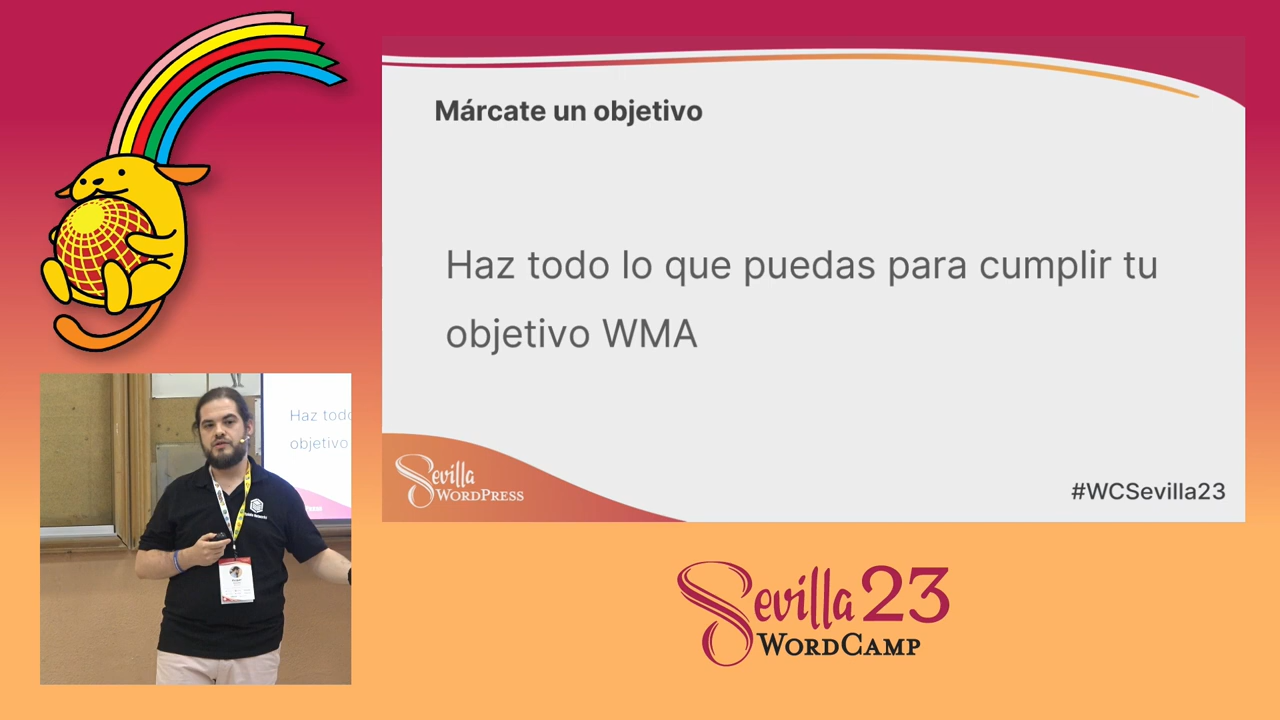 Márcate un objetivo
Haz todo lo que puedas para cumplir tu
objetivo WMA
Sevilla
WORDPRESS
#WCSevilla23
Haz todo
objetivo
Sevilla 23
WORDCAMP